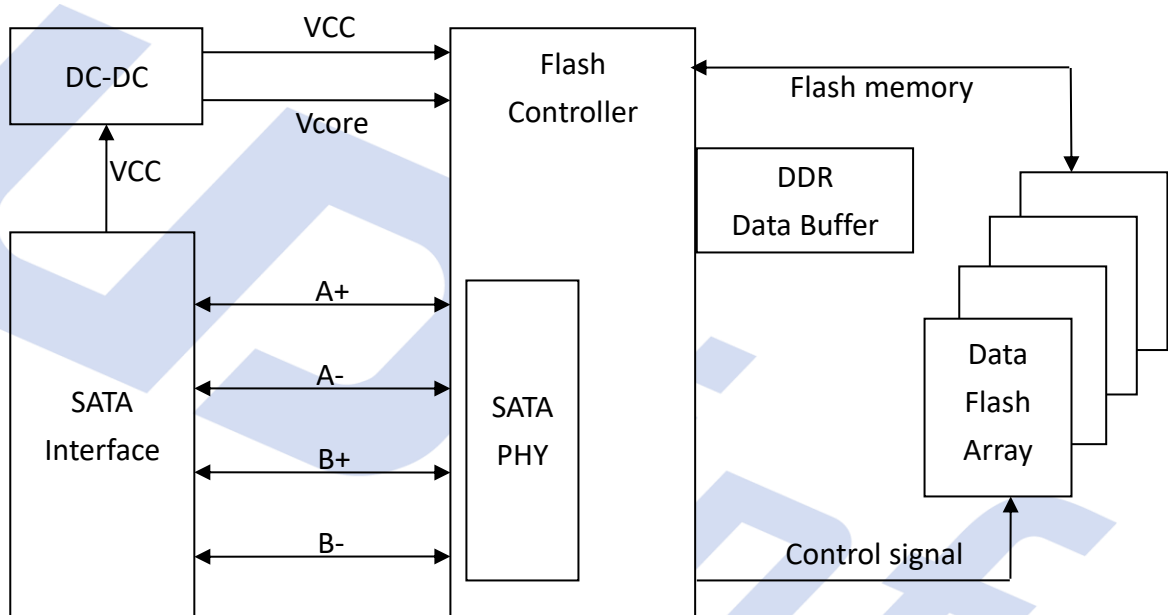 VCC
DC-DC
Vcore
VCC
Flash
Controller
Flash memory
DDR
Data Buffer
A+
A-
B+
B-
SATA
Interface
SATA
PHY
Data
Flash
Array
Control signal